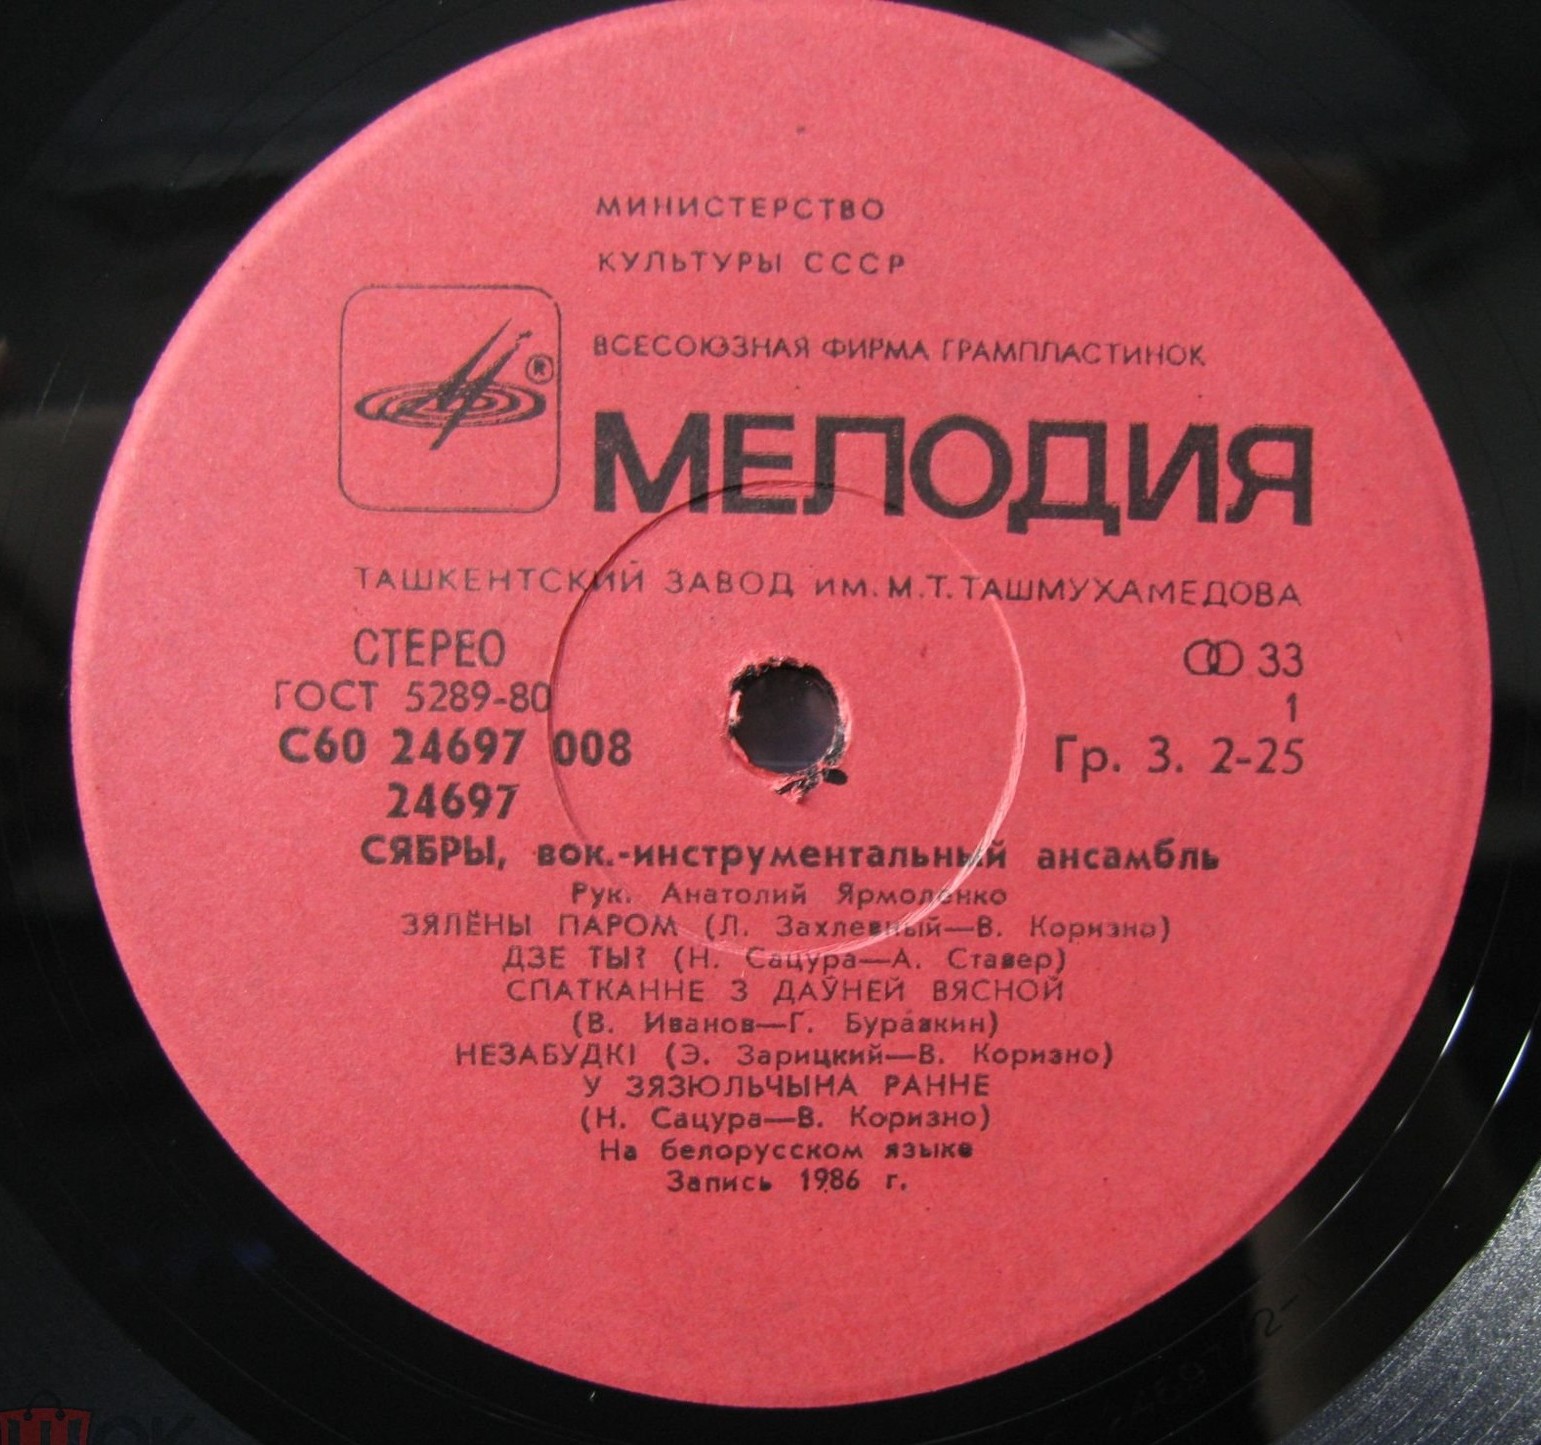 МИНИСТЕРСТВО
КУЛЬТУРЫ СССР
ВСЕСОЮЗНАЯ ФИРМА ГРАМПЛАСТИНОК
®
МЕЛОДИЯ
ТАШКЕНТСКИЙ ЗАВОД ИМ. М.Т. ТАШМУХАМЕДОВА
СТЕРЕО 33
ГОСТ 5289-80 1
С60 24697 008 Гр. 3. 2-25
24697
СЯБРЫ, вок.-инструментальный ансамбль
Рук. Анатолий Ярмоленко
ЗЯЛЁНЫ ПАРОМ (Л. Захлевный—В. Коризно)
ДЗЕ ТЫ? (Н. Сацура—А. Ставер)
СПАТКАННЕ З ДАЎНЕЙ ВЯСНОЙ
(В. Иванов—Г. Буравкин)
НЕЗАБУДКІ (Э. Зарицкий—В. Коризно)
У ЗЯЗЮЛЬЧЫНА РАННЕ
(Н. Сацура—В. Коризно)
На белорусском языке
Запись 1986 г.